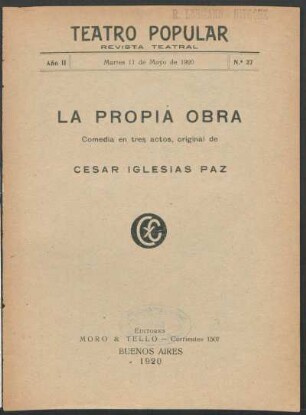 TEATRO POPULAR
REVISTA TEATRAL
Año II Martes 11 de Mayo de 1920 N.º 22
LA PROPIA OBRA
Comedia en tres actos, original de
CESAR IGLESIAS PAZ
Editores
MORO & TELLO — Corrientes
BUENOS AIRES
1920